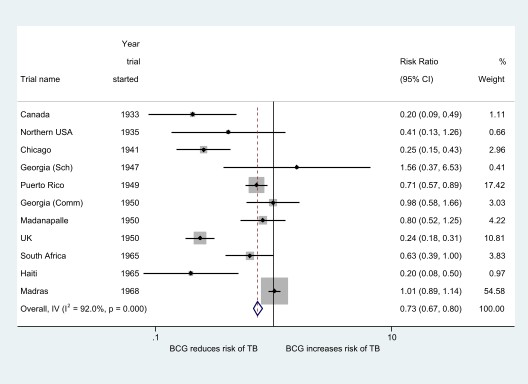 Year
trial Risk Ratio %
Trial name started (95% CI) Weight
Canada 1933 0.20 (0.09, 0.49) 1.11
Northern USA 1935 0.41 (0.13, 1.26) 0.66
Chicago 1941 0.25 (0.15, 0.43) 2.96
Georgia (Sch) 1947 1.56 (0.37, 6.53) 0.41
Puerto Rico 1949 0.71 (0.57, 0.89) 17.42
Georgia (Comm) 1950 0.98 (0.58, 1.66) 3.03
Madanapalle 1950 0.80 (0.52, 1.25) 4.22
UK 1950 0.24 (0.18, 0.31) 10.81
South Africa 1965 0.63 (0.39, 1.00) 3.83
Haiti 1965 0.20 (0.08, 0.50) 0.97
Madras 1968 1.01 (0.89, 1.14) 54.58
Overall, IV (I² = 92.0%, p = 0.000) 0.73 (0.67, 0.80) 100.00
.1 10
BCG reduces risk of TB BCG increases risk of TB